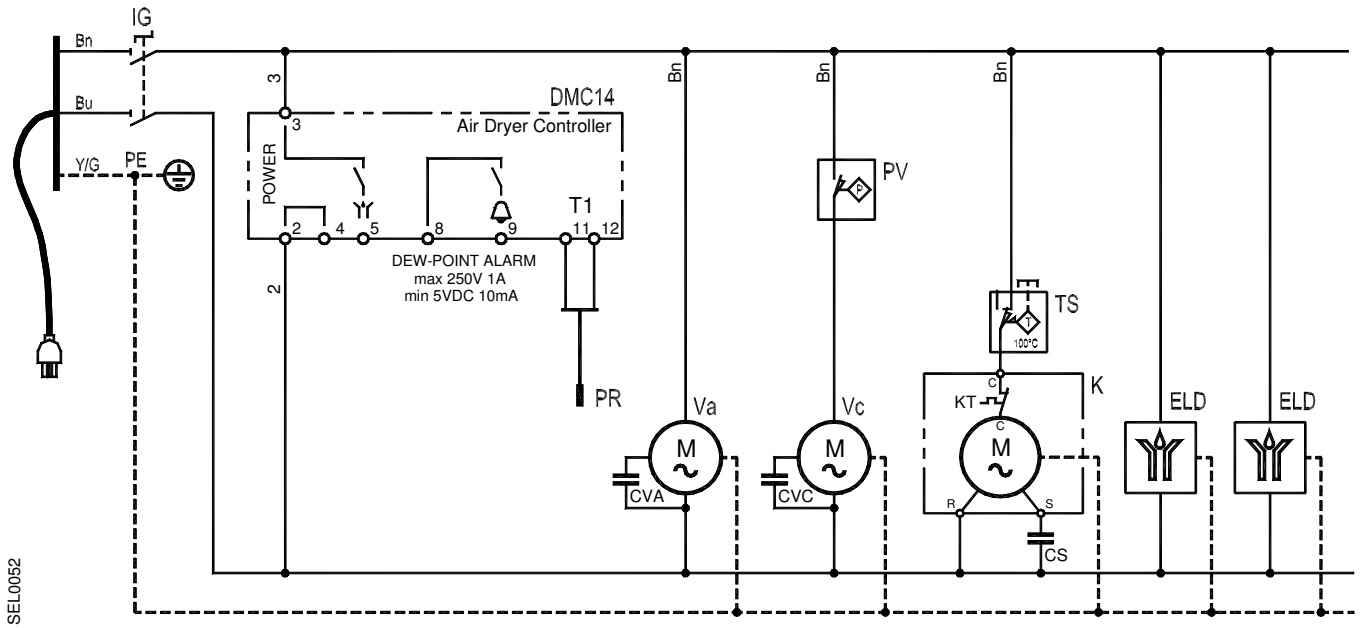 IG
Bn
Bu
Y/G
PE
3
DMC14
3
Air Dryer Controller
POWER
T1
2
4
5
8
9
11
12
DEW-POINT ALARM
max 250V 1A
min 5VDC 10mA
2
PR
Bn
Bn
Bn
PV
P
TS
T
100°C
C
K
KT
C
Va
M
CVA
Vc
M
CVC
M
R
S
CS
ELD
ELD
SEL0052